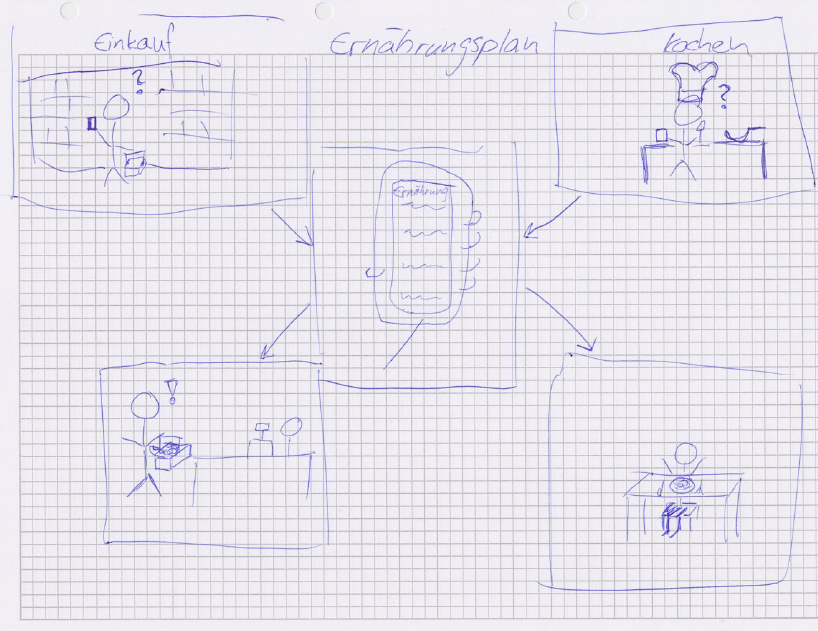 Einkauf
Ernährungsplan
kochen
?
?
Ernährung
!